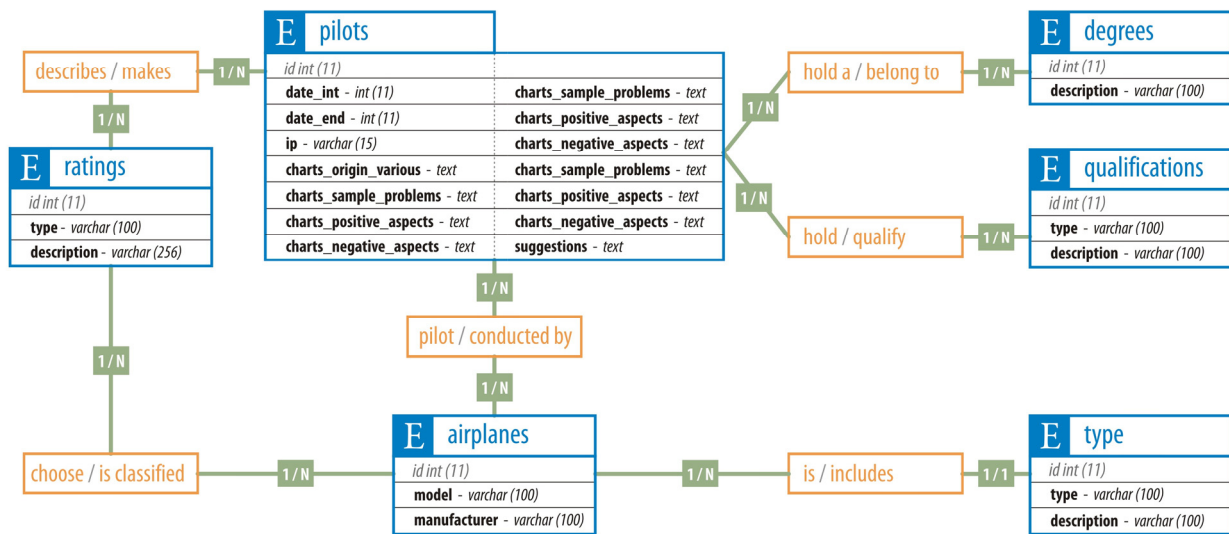 E pilots
id int (11)
date_int - int (11)
date_end - int (11)
ip - varchar (15)
charts_origin_various - text
charts_sample_problems - text
charts_positive_aspects - text
charts_negative_aspects - text
charts_sample_problems - text
charts_positive_aspects - text
charts_negative_aspects - text
charts_sample_problems - text
charts_positive_aspects - text
charts_negative_aspects - text
suggestions - text
describes / makes
1 / N
1 / N
E ratings
id int (11)
type - varchar (100)
description - varchar (256)
1 / N
choose / is classified
1 / N
1 / N
pilot / conducted by
1 / N
E airplanes
id int (11)
model - varchar (100)
manufacturer - varchar (100)
1 / N
is / includes
1 / 1
E type
id int (11)
type - varchar (100)
description - varchar (100)
1 / N
hold a / belong to
1 / N
E degrees
id int (11)
description - varchar (100)
1 / N
hold / qualify
1 / N
E qualifications
id int (11)
type - varchar (100)
description - varchar (100)